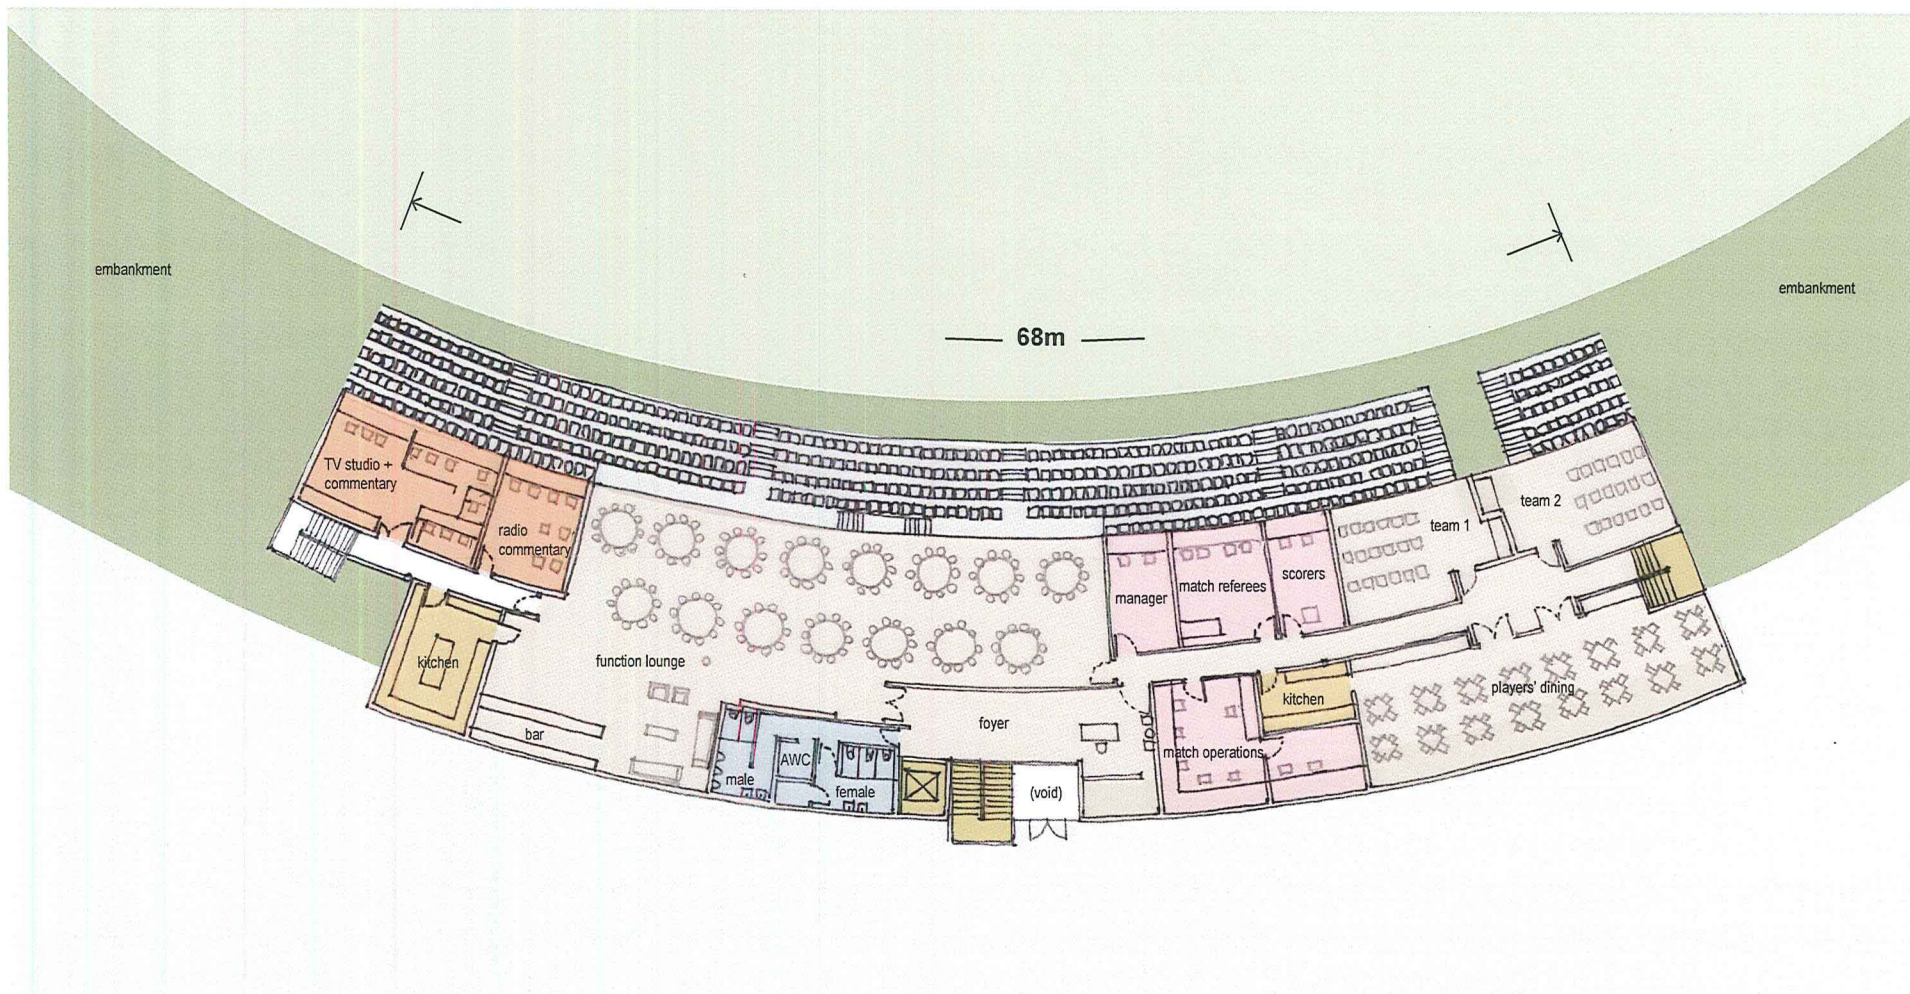 embankment
embankment
68m
TV studio +
commentary
radio
commentary
team 1
team 2
manager
match referees
scorers
kitchen
function lounge
bar
male
AWC
female
foyer
(void)
match operations
kitchen
players' dining